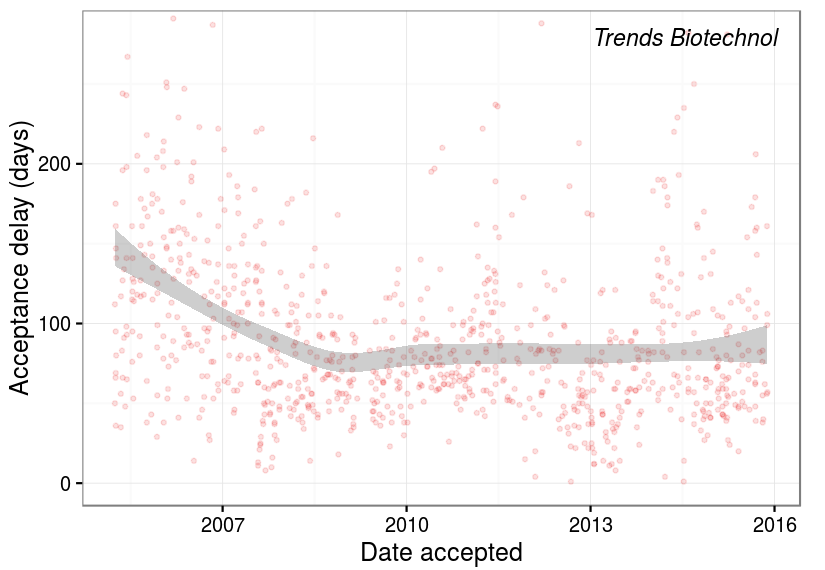 Trends Biotechnol
Acceptance delay (days)
200
100
0
2007 2010 2013 2016
Date accepted